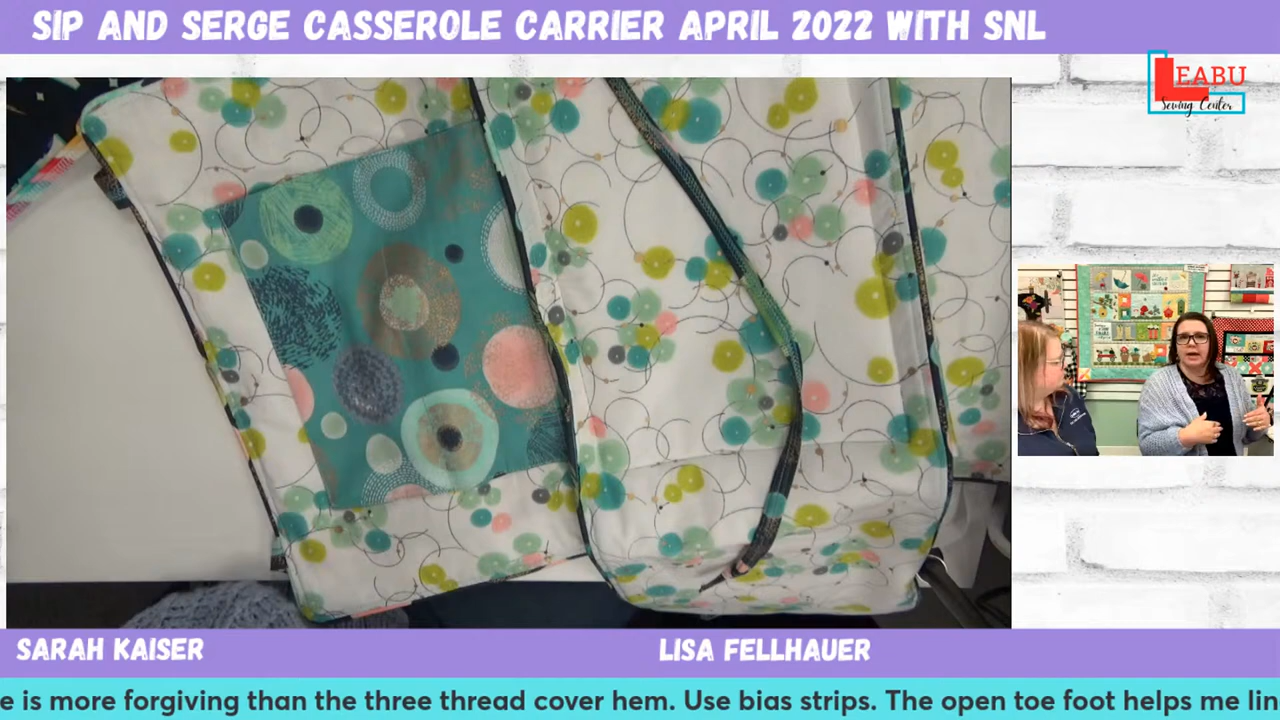 SIP AND SERGE CASSEROLE CARRIER APRIL 2022 WITH SNL
LEABU
Sewing Center
SARAH KAISER
LISA FELLHAUER
e is more forgiving than the three thread cover hem. Use bias strips. The open toe foot helps me lin